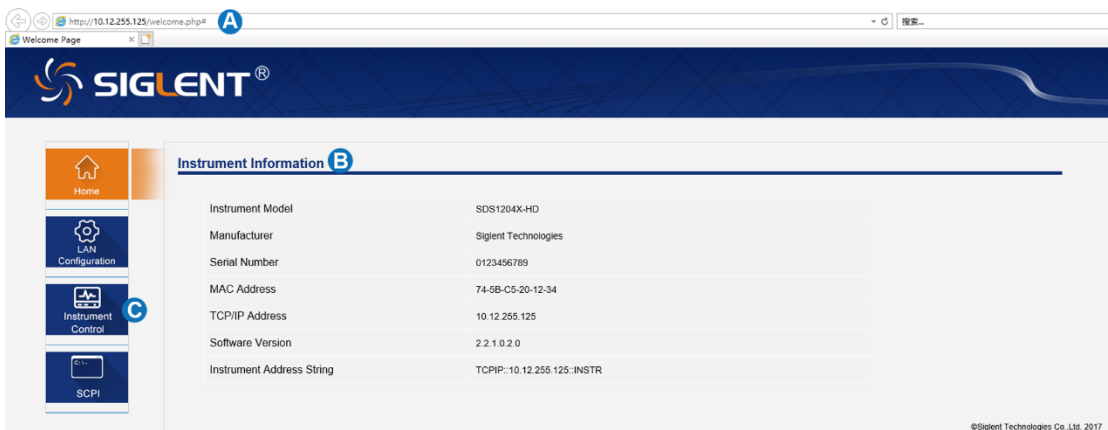 http://10.12.255.125/welcome.php#
A
搜索...
Welcome Page
SIGLENT®
Home
LAN
Configuration
Instrument
Control
C
C:\-
SCPI
Instrument Information B
Instrument Model SDS1204X-HD
Manufacturer Siglent Technologies
Serial Number 0123456789
MAC Address 74-5B-C5-20-12-34
TCP/IP Address 10.12.255.125
Software Version 2.2.1.0.2.0
Instrument Address String TCPIP::10.12.255.125::INSTR
©Siglent Technologies Co.,Ltd. 2017